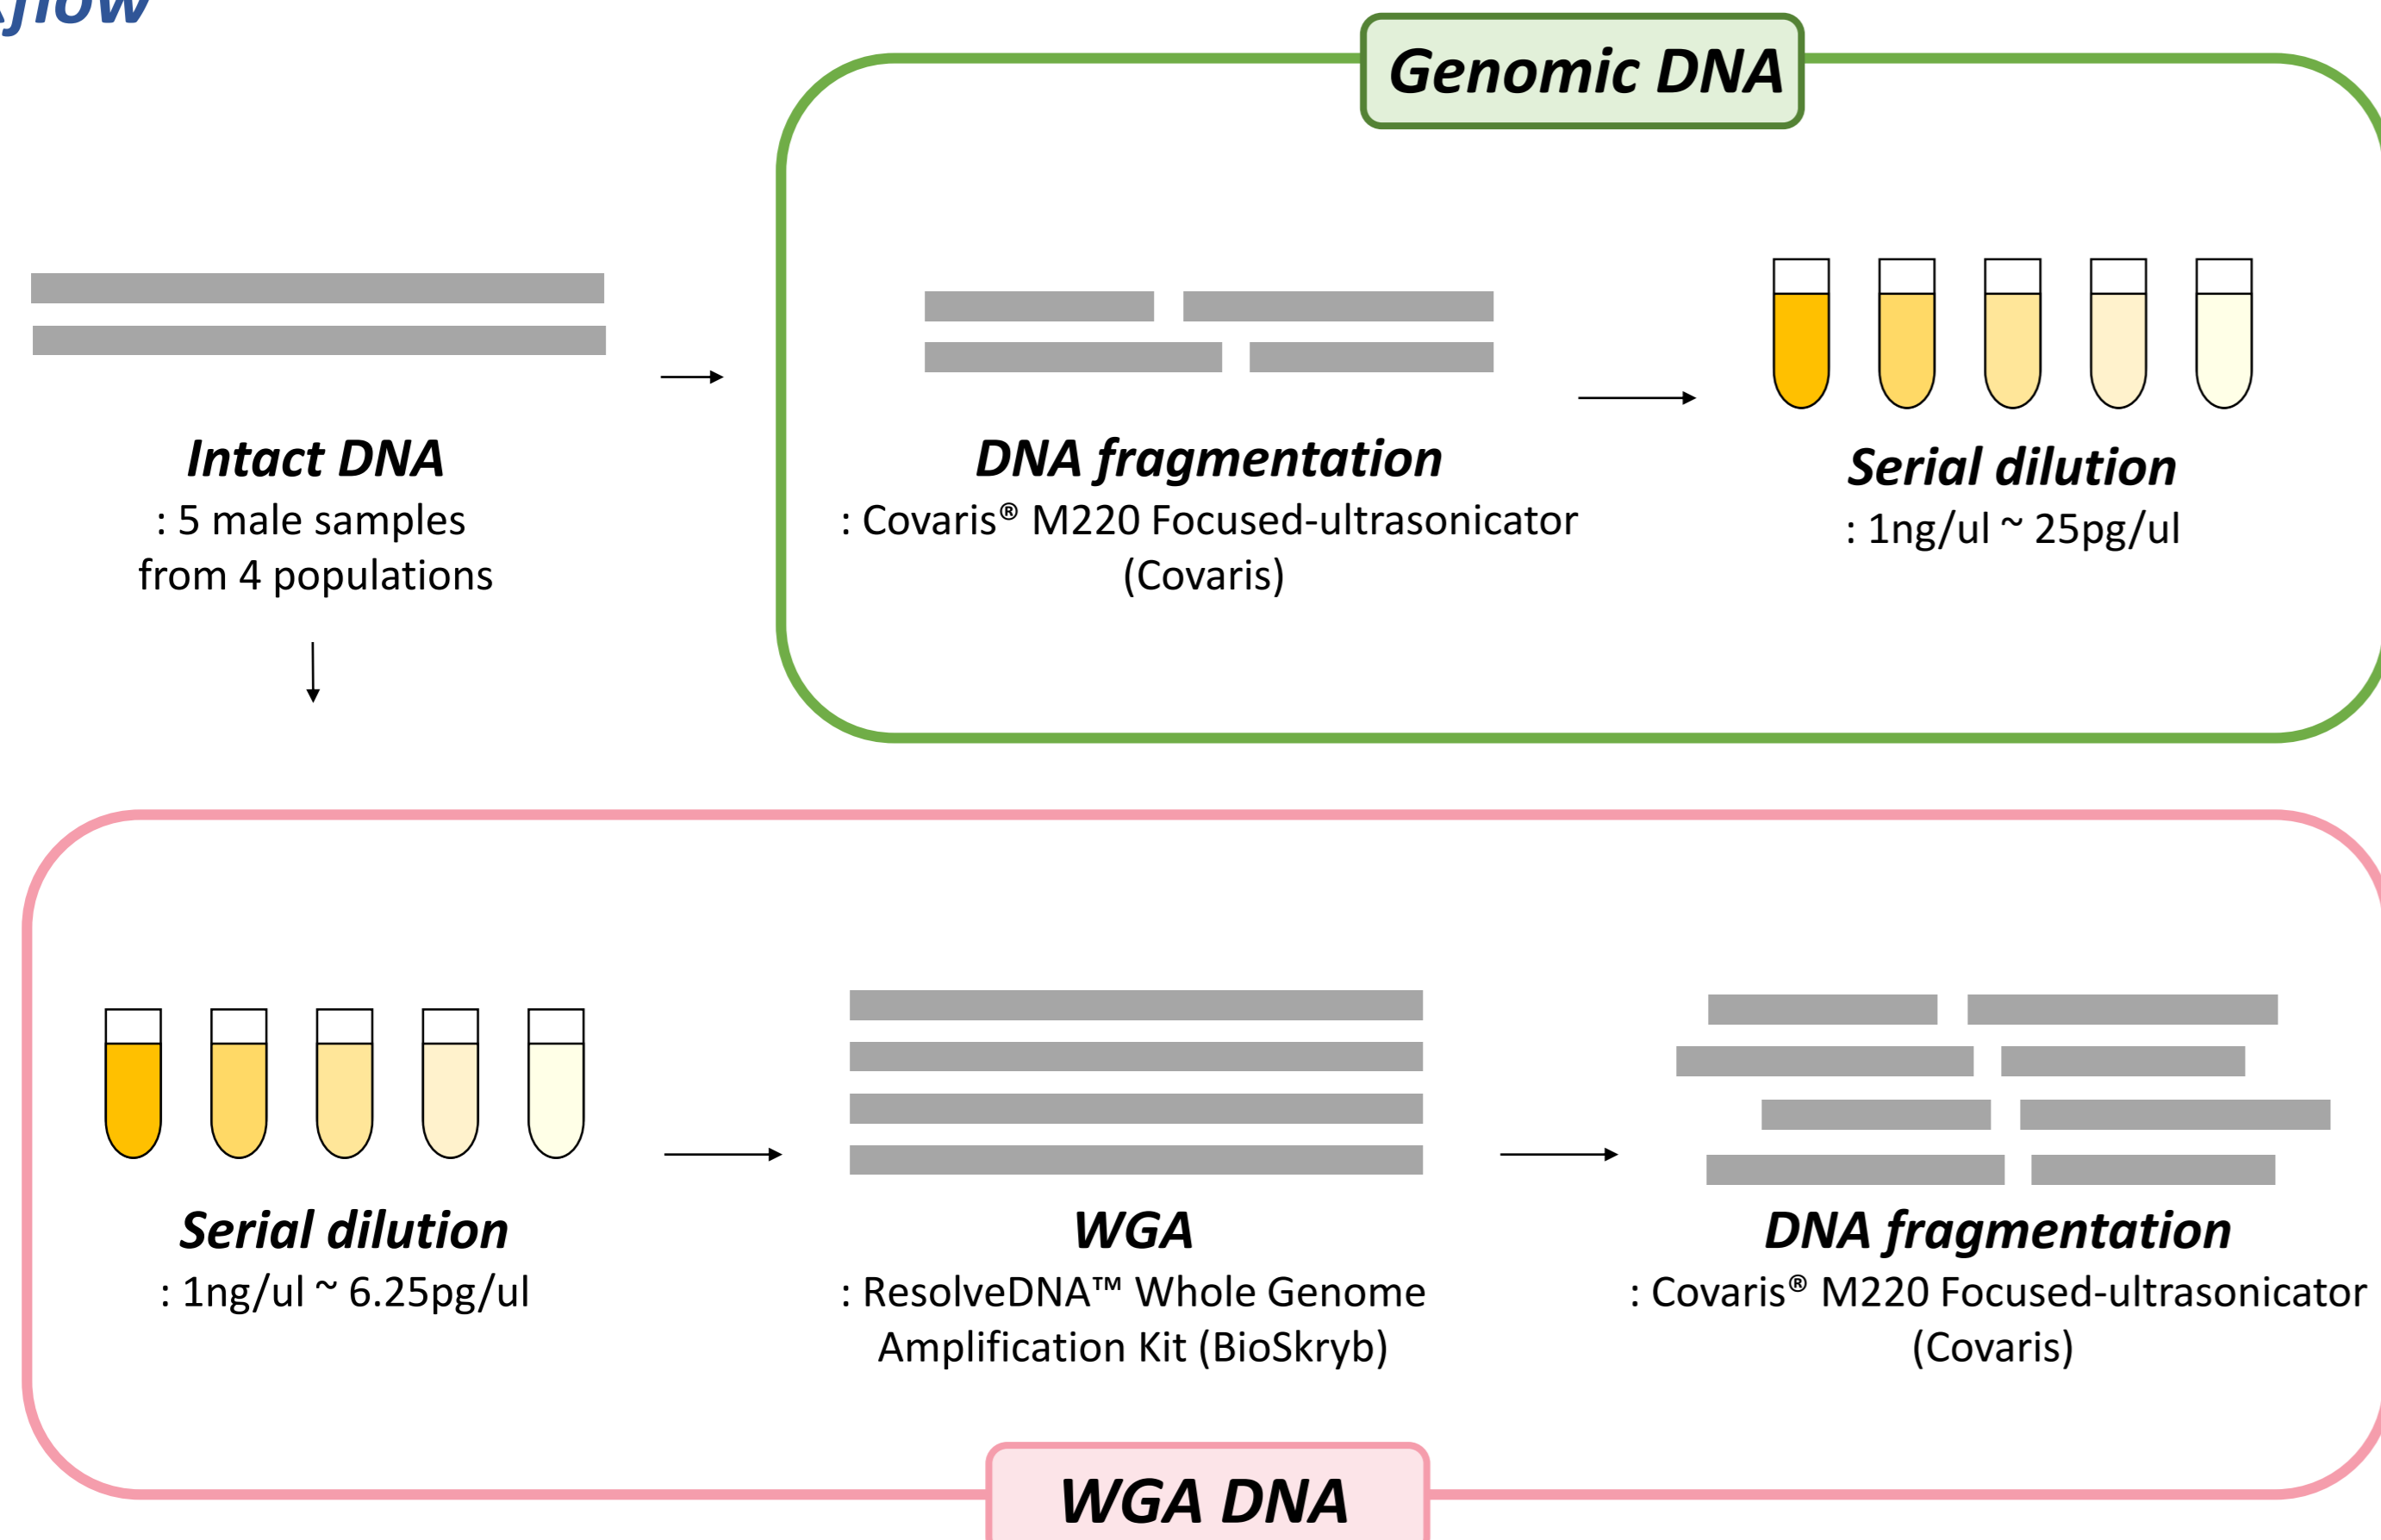 Genomic DNA
Intact DNA
: 5 male samples
from 4 populations
DNA fragmentation
: Covaris® M220 Focused-ultrasonicator
(Covaris)
Serial dilution
: 1ng/ul ~ 25pg/ul
Serial dilution
: 1ng/ul ~ 6.25pg/ul
WGA
: ResolveDNA™ Whole Genome
Amplification Kit (BioSkryb)
DNA fragmentation
: Covaris® M220 Focused-ultrasonicator
(Covaris)
WGA DNA